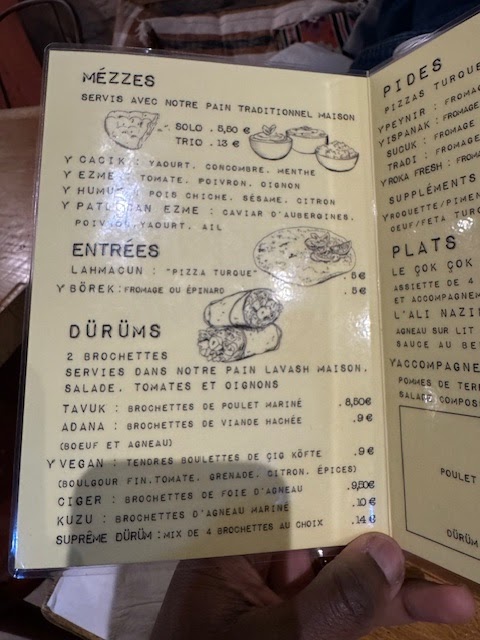 MÉZZES
SERVIS AVEC NOTRE PAIN TRADITIONNEL MAISON
SOLO . 5,50 €
TRIO . 13 €
CACIK : YAOURT, CONCOMBRE, MENTHE
EZME : TOMATE, POIVRON, OIGNON
HUMUS : POIS CHICHE, SÉSAME, CITRON
PATLICAN EZME : CAVIAR D'AUBERGINES,
POIVRON, YAOURT, AIL
ENTRÉES
LAHMACUN : "PIZZA TURQUE" . 5 €
BÖREK : FROMAGE OU ÉPINARD . 5 €
DÜRÜMS
2 BROCHETTES
SERVIES DANS NOTRE PAIN LAVASH MAISON,
SALADE, TOMATES ET OIGNONS
TAVUK : BROCHETTES DE POULET MARINÉ . 8,50€
ADANA : BROCHETTES DE VIANDE HACHÉE . 9 €
(BOEUF ET AGNEAU)
VEGAN : TENDRES BOULETTES DE ÇIG KÖFTE . 9 €
(BOULGOUR FIN, TOMATE, GRENADE, CITRON, ÉPICES)
CIGER : BROCHETTES DE FOIE D'AGNEAU . 9,50€
KUZU : BROCHETTES D'AGNEAU MARINÉ . 10 €
SUPRÊME DÜRÜM : MIX DE 4 BROCHETTES AU CHOIX . 14 €
PIDES
PIZZAS TURQUE
PEYNIR : FROMAG
ISPANAK : FROMAGE
SUCUK : FROMAGE
TRADI : FROMAGE
ROKA FRESH : FROMA
SUPPLÉMENTS
ROQUETTE/PIMEN
OEUF/FETA TURQ
PLATS
LE ÇOK ÇOK
ASSIETTE DE 4
ET ACCOMPAGNEM
L'ALI NAZIK
AGNEAU SUR LIT
SAUCE AU BE
ACCOMPAGNE
POMMES DE TERR
SALADE COMPOS
POULET
DÜRÜM